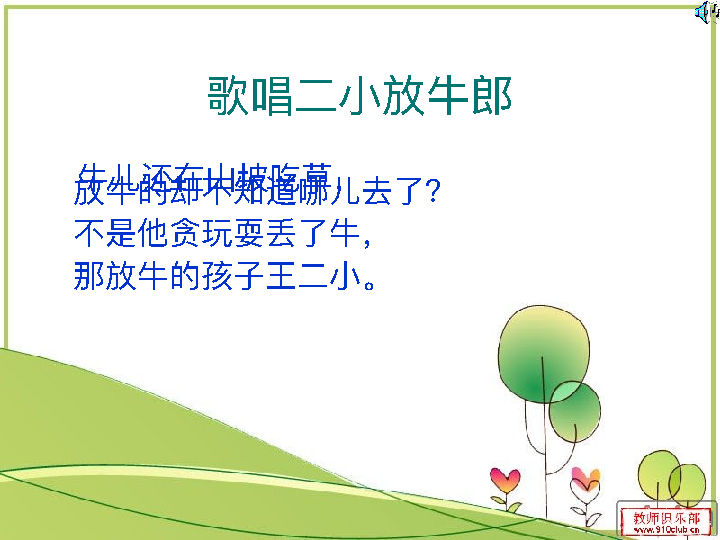 歌唱二小放牛郎
牛儿还在山坡吃草，
放牛的却不知道哪儿去了?
不是他贪玩耍丢了牛，
那放牛的孩子王二小。
教师俱乐部
www.910club.cn